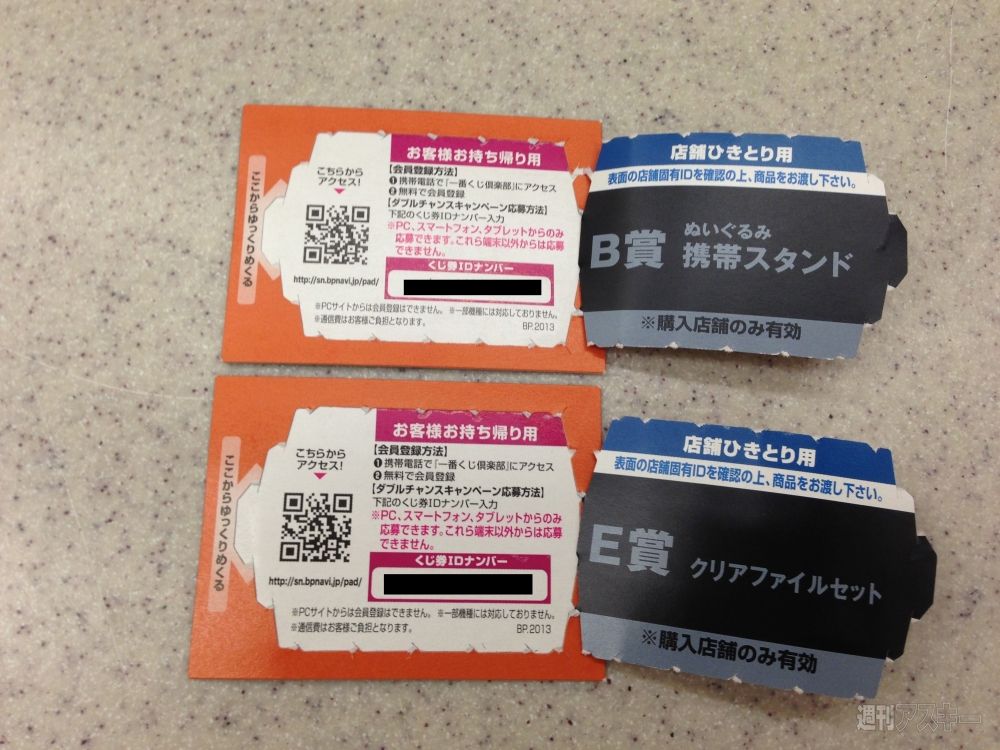 ここからゆっくりめくる
こちらから
アクセス!
http://sn.bpnavi.jp/pad/
お客様お持ち帰り用
【会員登録方法】
❶携帯電話で「一番くじ倶楽部」にアクセス
❷無料で会員登録
【ダブルチャンスキャンペーン応募方法】
下記のくじ券IDナンバー入力
※PC、スマートフォン、タブレットからのみ
応募できます。これら端末以外からは応募
できません。
くじ券IDナンバー
※PCサイトからは会員登録はできません。 ※一部機種には対応しておりません。
※通信費はお客様ご負担となります。
BP.2013
店舗ひきとり用
表面の店舗固有IDを確認の上、商品をお渡し下さい。
B賞
ぬいぐるみ
携帯スタンド
※購入店舗のみ有効
ここからゆっくりめくる
こちらから
アクセス!
http://sn.bpnavi.jp/pad/
お客様お持ち帰り用
【会員登録方法】
❶携帯電話で「一番くじ倶楽部」にアクセス
❷無料で会員登録
【ダブルチャンスキャンペーン応募方法】
下記のくじ券IDナンバー入力
※PC、スマートフォン、タブレットからのみ
応募できます。これら端末以外からは応募
できません。
くじ券IDナンバー
※PCサイトからは会員登録はできません。 ※一部機種には対応しておりません。
※通信費はお客様ご負担となります。
BP.2013
店舗ひきとり用
表面の店舗固有IDを確認の上、商品をお渡し下さい。
E賞 クリアファイルセット
※購入店舗のみ有効
週刊アスキー